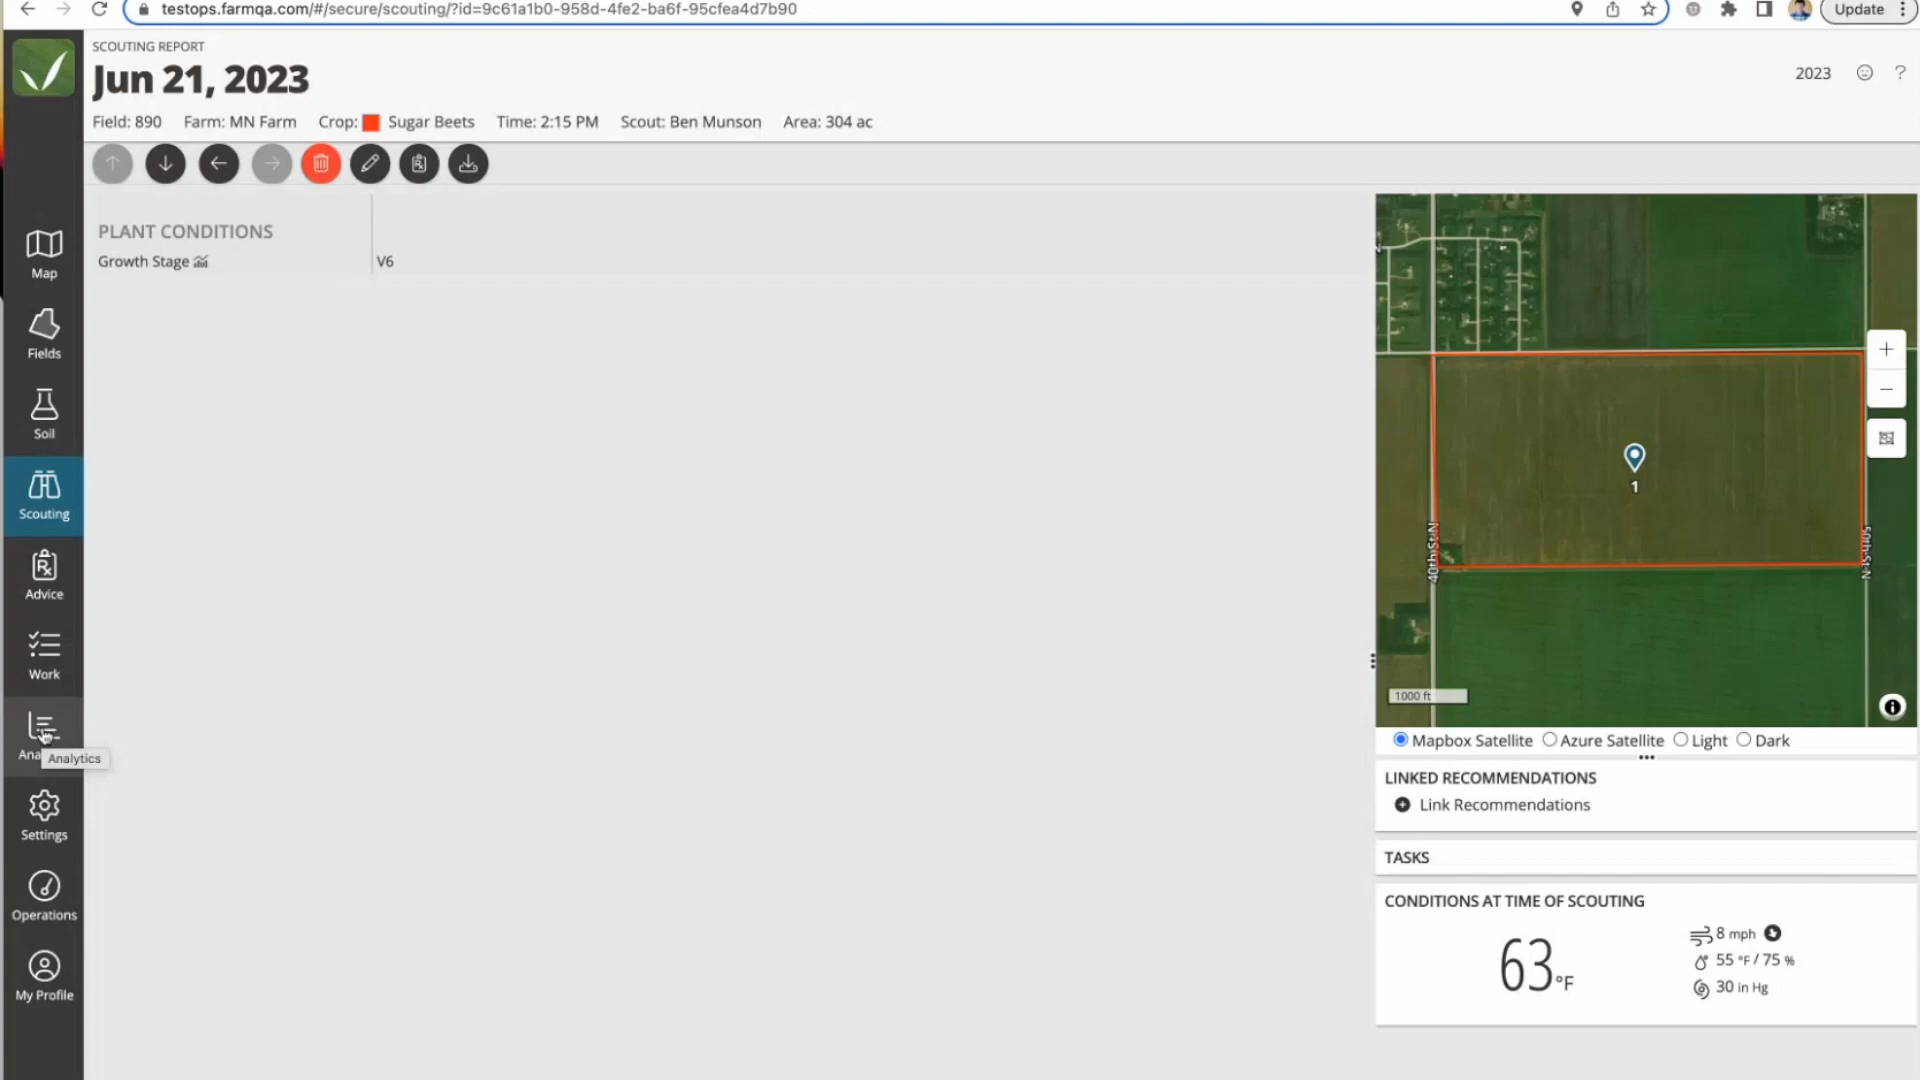 testops.farmqa.com/#/secure/scouting/?id=9c61a1b0-958d-4fe2-ba6f-95cfea4d7b90
Update
SCOUTING REPORT
Jun 21, 2023
2023
?
Field: 890 Farm: MN Farm Crop: Sugar Beets Time: 2:15 PM Scout: Ben Munson Area: 304 ac
Map
Fields
Soil
Scouting
Advice
Work
Ana
Analytics
Settings
Operations
My Profile
PLANT CONDITIONS
Growth Stage V6
1
40th St N
50th St N
1000 ft
Mapbox Satellite Azure Satellite Light Dark
LINKED RECOMMENDATIONS
Link Recommendations
TASKS
CONDITIONS AT TIME OF SCOUTING
63 °F
8 mph
55 °F / 75 %
30 in Hg